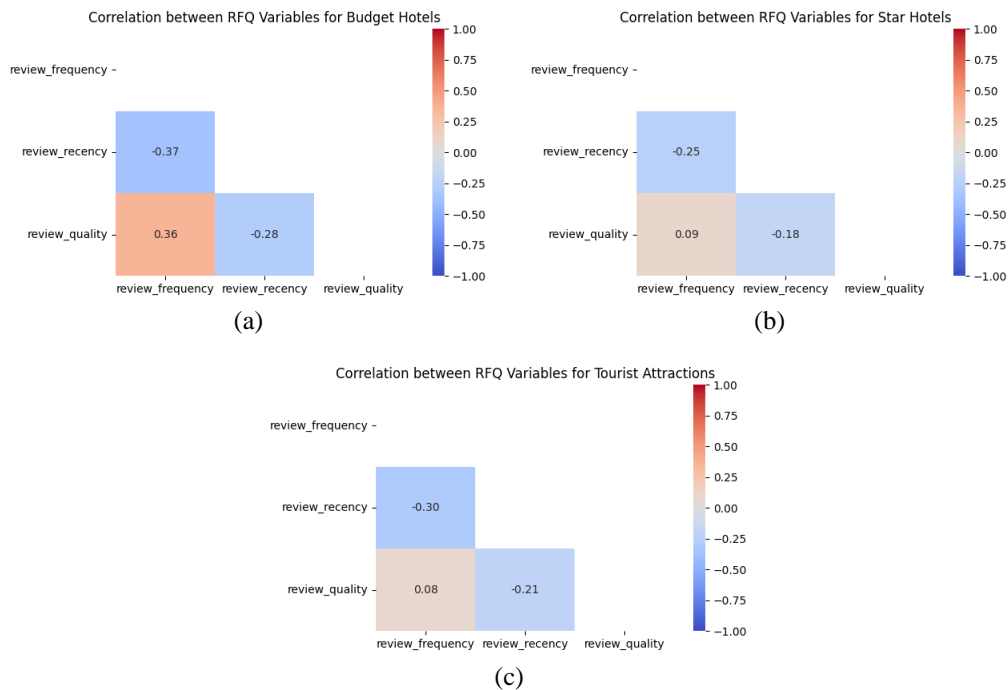 Correlation between RFQ Variables for Budget Hotels
review_frequency
review_recency
review_quality
-0.37
0.36
-0.28
review_frequency
review_recency
review_quality
1.00
0.75
0.50
0.25
0.00
−0.25
−0.50
−0.75
−1.00
(a)
Correlation between RFQ Variables for Star Hotels
review_frequency
review_recency
review_quality
-0.25
0.09
-0.18
review_frequency
review_recency
review_quality
1.00
0.75
0.50
0.25
0.00
−0.25
−0.50
−0.75
−1.00
(b)
Correlation between RFQ Variables for Tourist Attractions
review_frequency
review_recency
review_quality
-0.30
0.08
-0.21
review_frequency
review_recency
review_quality
1.00
0.75
0.50
0.25
0.00
−0.25
−0.50
−0.75
−1.00
(c)